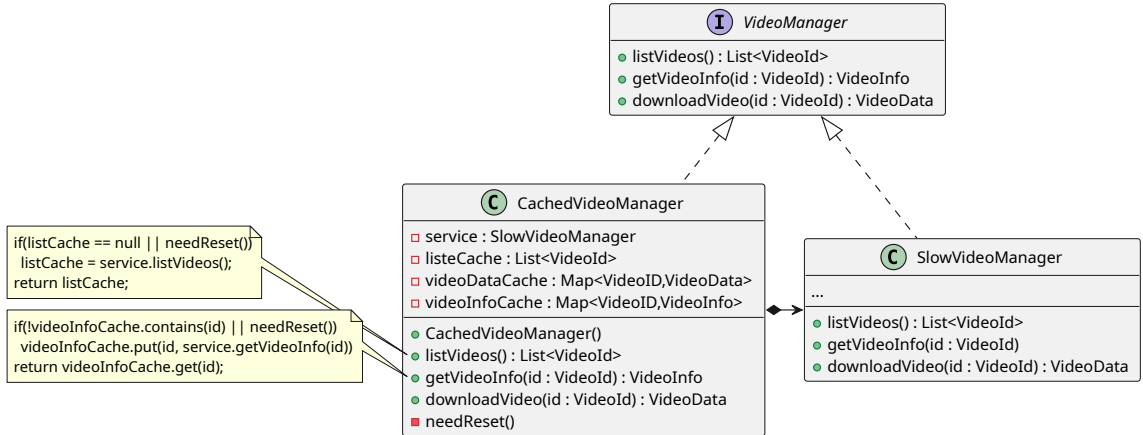 I VideoManager
listVideos() : List<VideoId>
getVideoInfo(id : VideoId) : VideoInfo
downloadVideo(id : VideoId) : VideoData
C CachedVideoManager
service : SlowVideoManager
listeCache : List<VideoId>
videoDataCache : Map<VideoID,VideoData>
videoInfoCache : Map<VideoID,VideoInfo>
CachedVideoManager()
listVideos() : List<VideoId>
getVideoInfo(id : VideoId) : VideoInfo
downloadVideo(id : VideoId) : VideoData
needReset()
if(listCache == null || needReset())
listCache = service.listVideos();
return listCache;
if(!videoInfoCache.contains(id) || needReset())
videoInfoCache.put(id, service.getVideoInfo(id))
return videoInfoCache.get(id);
C SlowVideoManager
...
listVideos() : List<VideoId>
getVideoInfo(id : VideoId)
downloadVideo(id : VideoId) : VideoData